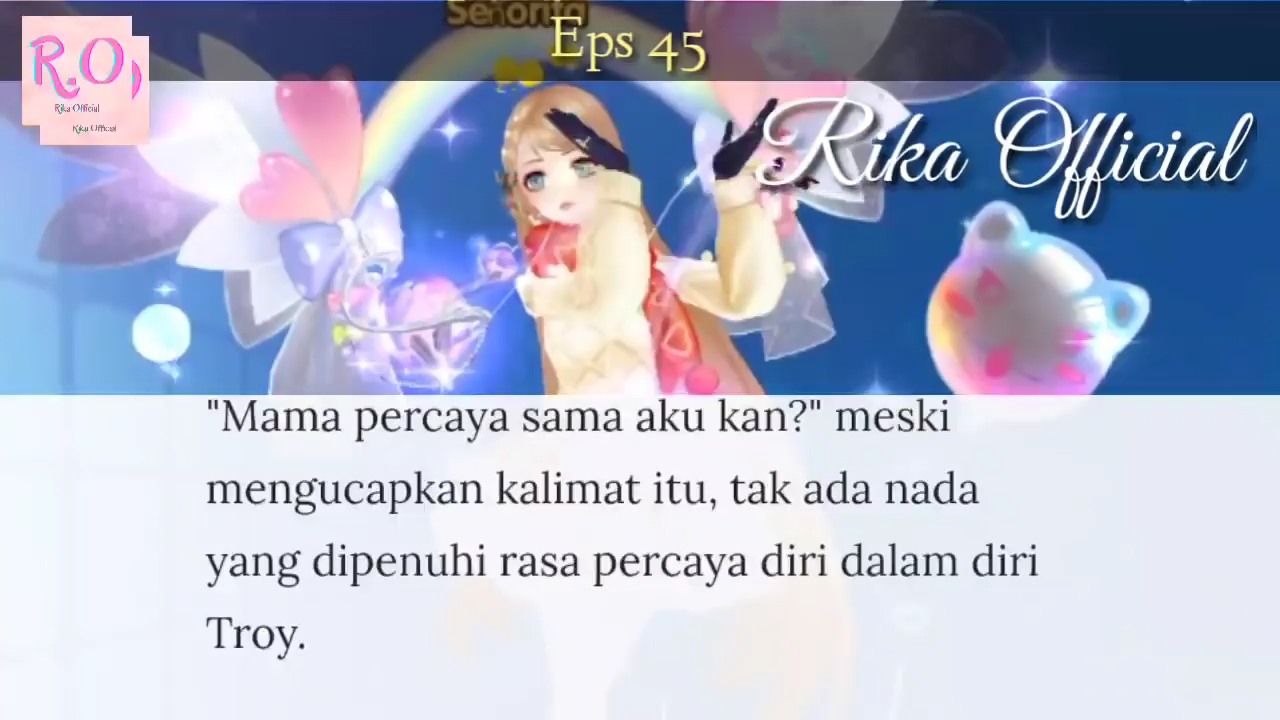 Señorita
Eps 45
R.O
Rika Official
Rika Official
Rika Official
"Mama percaya sama aku kan?" meski
mengucapkan kalimat itu, tak ada nada
yang dipenuhi rasa percaya diri dalam diri
Troy.